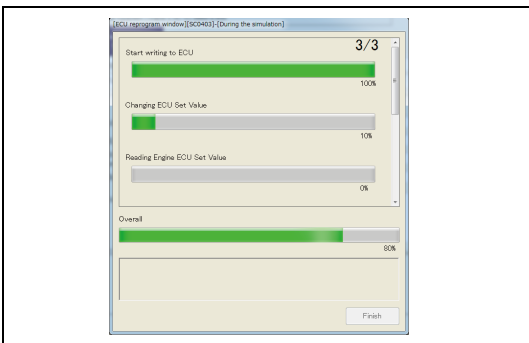 [ECU reprogram window][SC0403]-[During the simulation]
3/3
Start writing to ECU
100%
Changing ECU Set Value
10%
Reading Engine ECU Set Value
0%
Overall
80%
Finish